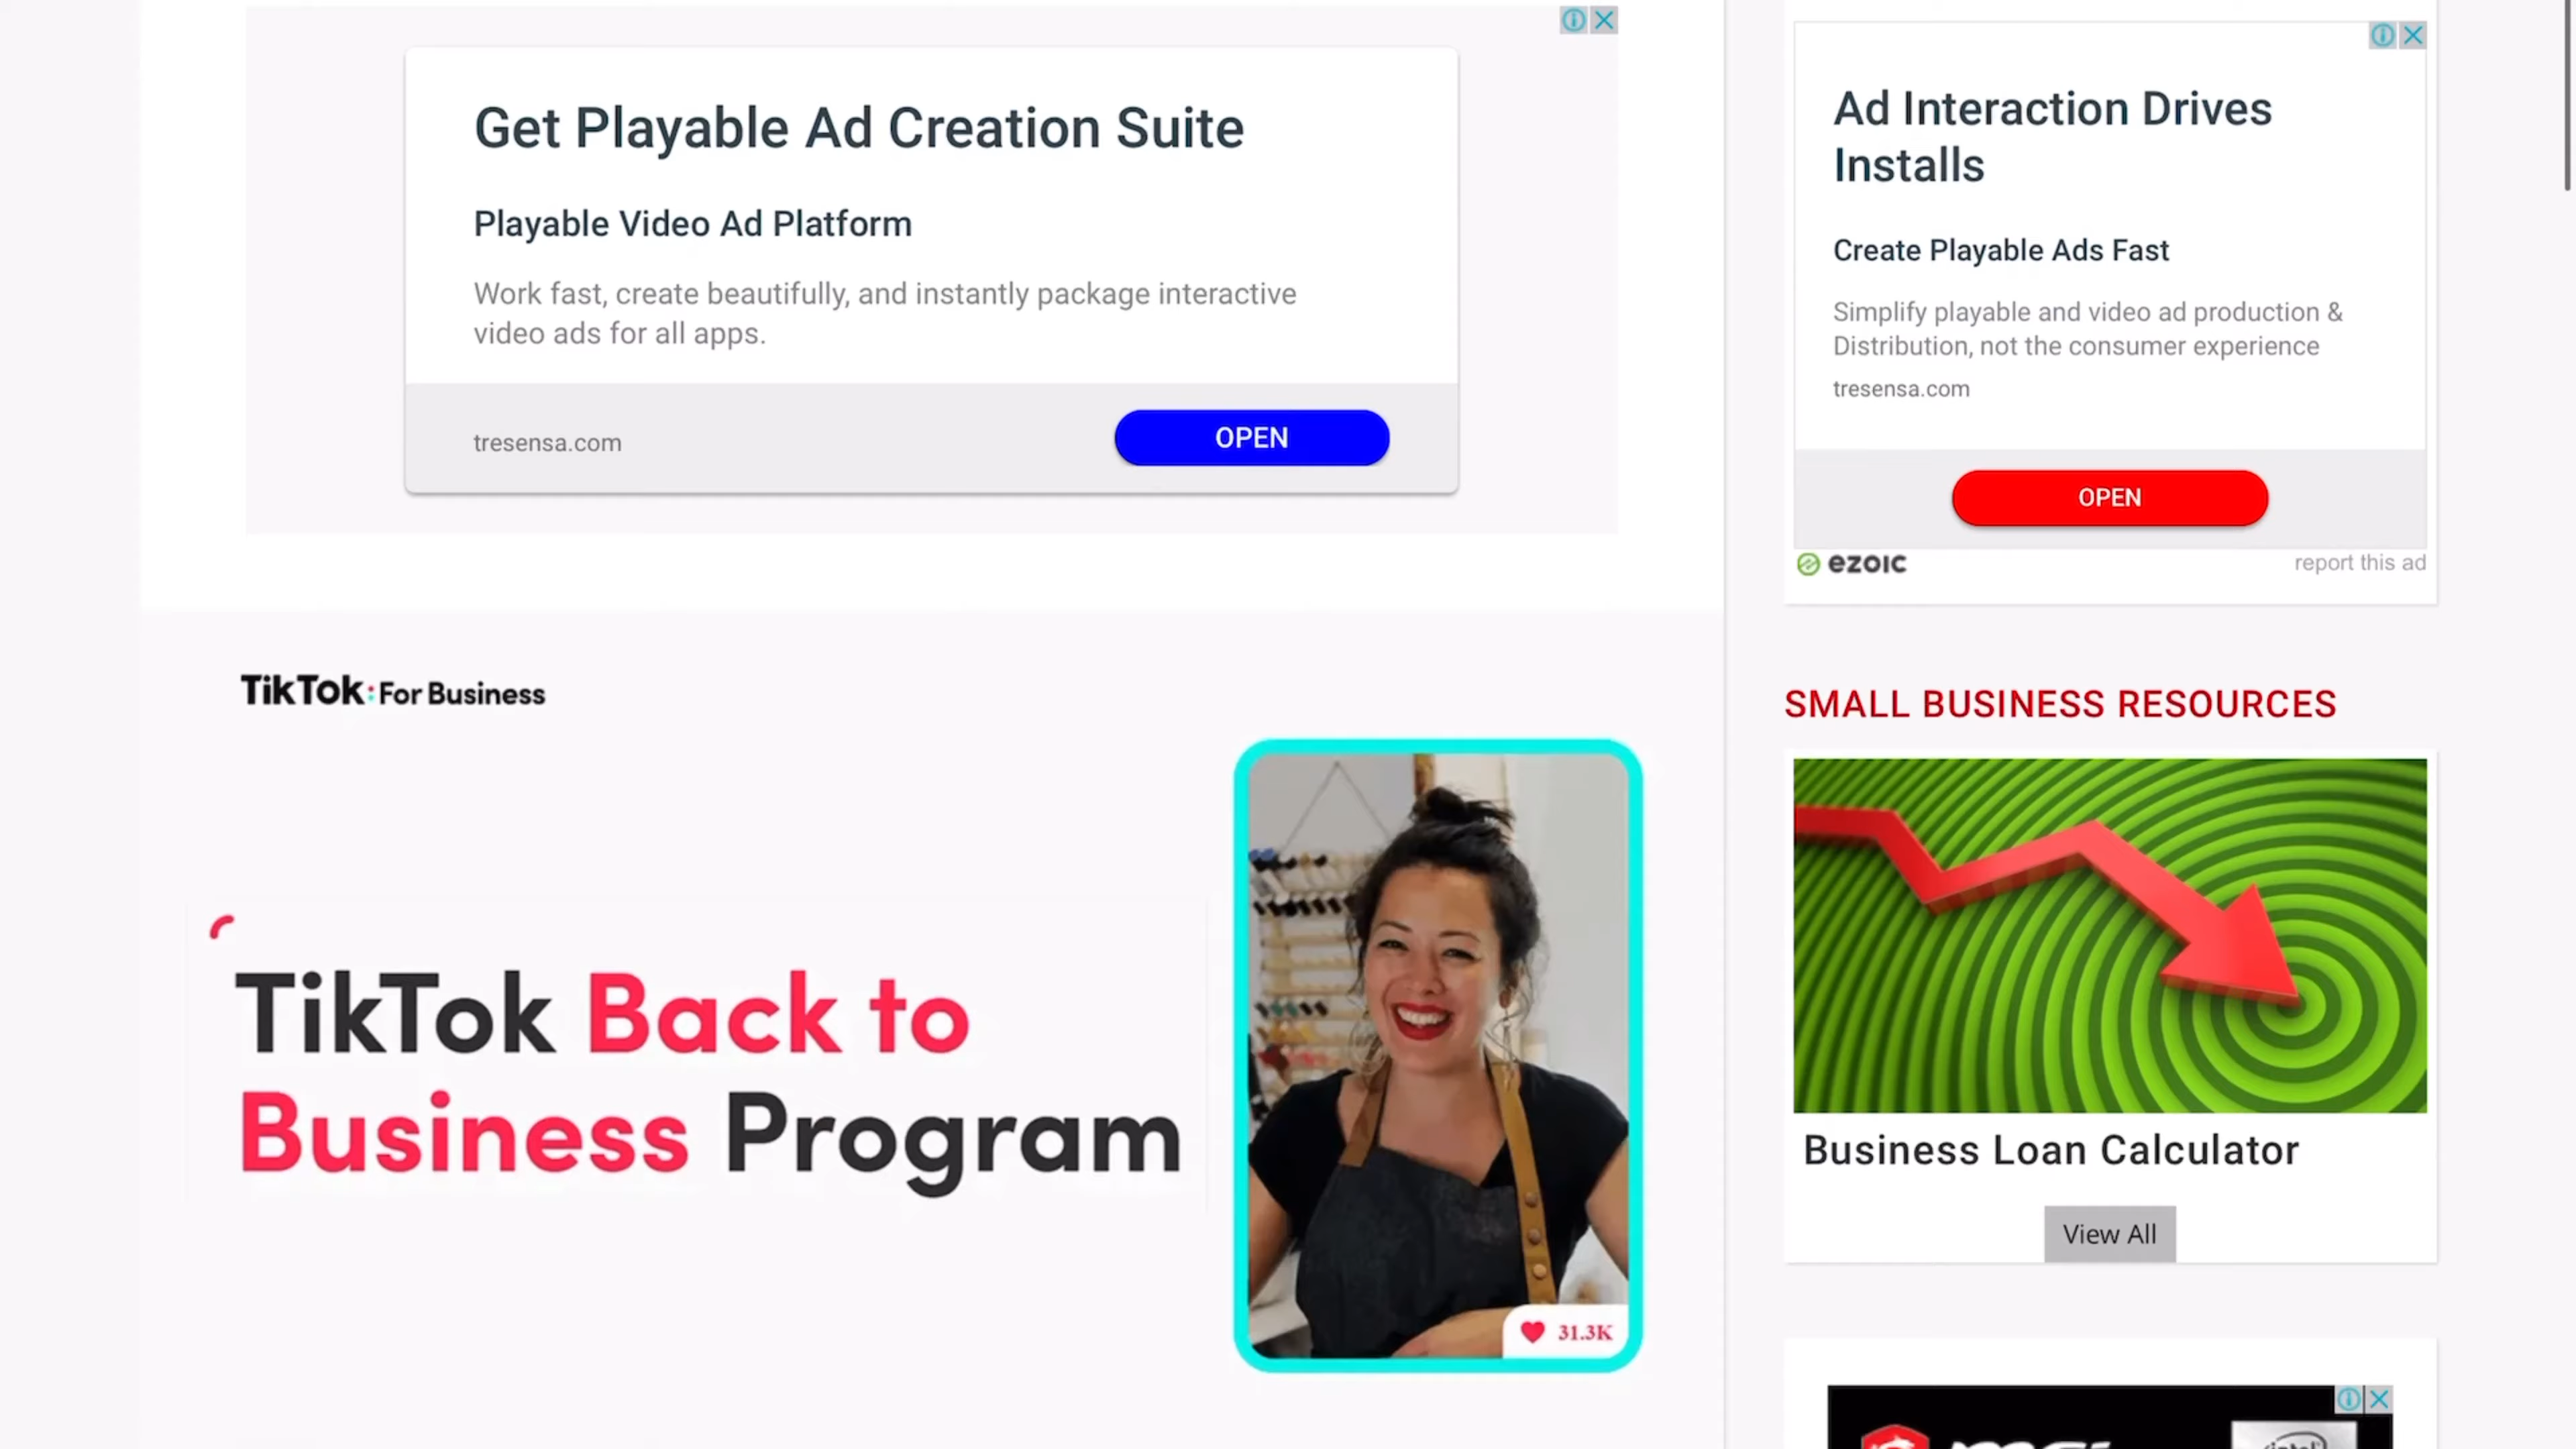 Get Playable Ad Creation Suite
Playable Video Ad Platform
Work fast, create beautifully, and instantly package interactive
video ads for all apps.
tresensa.com
OPEN
Ad Interaction Drives
Installs
Create Playable Ads Fast
Simplify playable and video ad production &
Distribution, not the consumer experience
tresensa.com
OPEN
ezoic
report this ad
TikTok: For Business
TikTok Back to
Business Program
31.3K
SMALL BUSINESS RESOURCES
Business Loan Calculator
View All